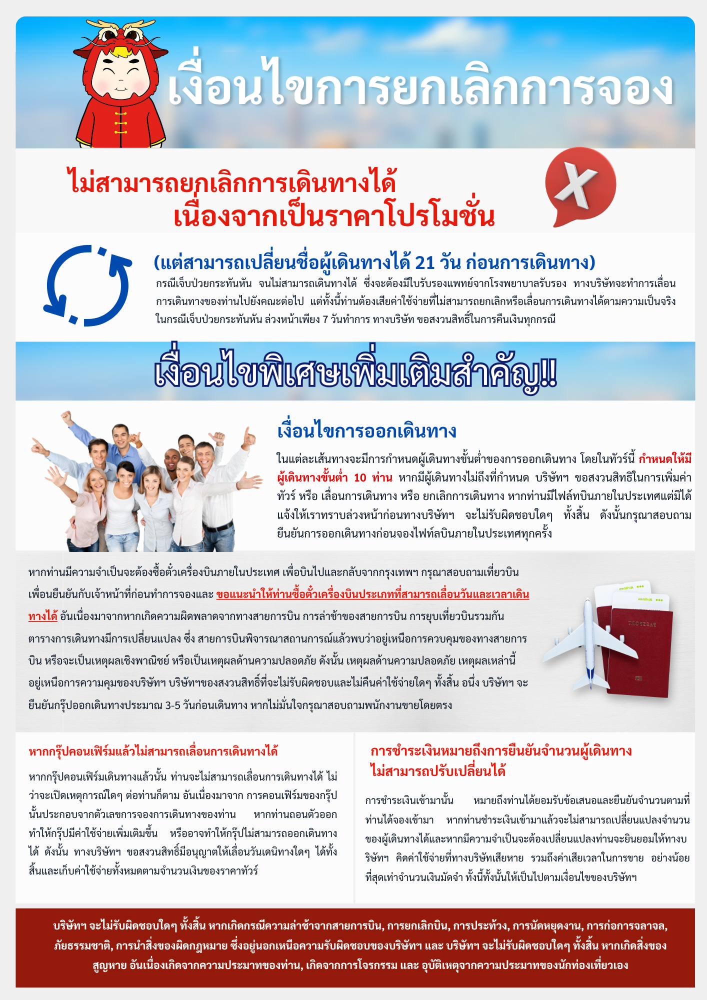 เงื่อนไขการยกเลิกการจอง
ไม่สามารถยกเลิกการเดินทางได้
เนื่องจากเป็นราคาโปรโมชั่น
(แต่สามารถเปลี่ยนชื่อผู้เดินทางได้ 21 วัน ก่อนการเดินทาง)
กรณีเจ็บป่วยกระทันหัน จนไม่สามารถเดินทางได้ ซึ่งจะต้องมีใบรับรองแพทย์จากโรงพยาบาลรับรอง ทางบริษัทจะทำการเลื่อน
การเดินทางของท่านไปยังคณะต่อไป แต่ทั้งนี้ท่านต้องเสียค่าใช้จ่ายที่ไม่สามารถยกเลิกหรือเลื่อนการเดินทางได้ตามความเป็นจริง
ในกรณีเจ็บป่วยกระทันหัน ล่วงหน้าเพียง 7 วันทำการ ทางบริษัท ขอสงวนสิทธิ์ในการคืนเงินทุกกรณี
เงื่อนไขพิเศษเพิ่มเติมสำคัญ!!
เงื่อนไขการออกเดินทาง
ในแต่ละเส้นทางจะมีการกำหนดผู้เดินทางขั้นต่ำของการออกเดินทาง โดยในทัวร์นี้ กำหนดให้มี
ผู้เดินทางขั้นต่ำ 10 ท่าน หากมีผู้เดินทางไม่ถึงที่กำหนด บริษัทฯ ขอสงวนสิทธิในการเพิ่มค่า
ทัวร์ หรือ เลื่อนการเดินทาง หรือ ยกเลิกการเดินทาง หากท่านมีไฟล์ทบินภายในประเทศแต่มิได้
แจ้งให้เราทราบล่วงหน้าก่อนทางบริษัทฯ จะไม่รับผิดชอบใดๆ ทั้งสิ้น ดังนั้นกรุณาสอบถาม
ยืนยันการออกเดินทางก่อนจองไฟท์ลบินภายในประเทศทุกครั้ง
หากท่านมีความจำเป็นจะต้องซื้อตั๋วเครื่องบินภายในประเทศ เพื่อบินไปและกลับจากกรุงเทพฯ กรุณาสอบถามเที่ยวบิน
เพื่อนยืนยันกับเจ้าหน้าที่ก่อนทำการจองและ ขอแนะนำให้ท่านซื้อตั๋วเครื่องบินประเภทที่สามารถเลื่อนวันและเวลาเดิน
ทางได้ อันเนื่องมาจากหากเกิดความผิดพลาดจากทางสายการบิน การล่าช้าของสายการบิน การยุบเที่ยวบินรวมกัน
ตารางการเดินทางมีการเปลี่ยนแปลง ซึ่ง สายการบินพิจารณาสถานการณ์แล้วพบว่าอยู่เหนือการควบคุมของทางสายการ
บิน หรือจะเป็นเหตุผลเชิงพาณิชย์ หรือเป็นเหตุผลด้านความปลอดภัย ดังนั้น เหตุผลด้านความปลอดภัย เหตุผลเหล่านี้
อยู่เหนือการความคุมของบริษัทฯ บริษัทฯของสงวนสิทธิ์ที่จะไม่รับผิดชอบและไม่คืนค่าใช้จ่ายใดๆ ทั้งสิ้น อนึ่ง บริษัทฯ จะ
ยืนยันกรุ๊ปออกเดินทางประมาณ 3-5 วันก่อนเดินทาง หากไม่มั่นใจกรุณาสอบถามพนักงานขายโดยตรง
Airlines
Airlines
PASSPORT
หากกรุ๊ปคอนเฟิร์มแล้วไม่สามารถเลื่อนการเดินทางได้
หากกรุ๊ปคอนเฟิร์มเดินทางแล้วนั้น ท่านจะไม่สามารถเลื่อนการเดินทางได้ ไม่
ว่าจะเปิดเหตุการณ์ใดๆ ต่อท่านก็ตาม อันเนื่องมาจาก การคอนเฟิร์มของกรุ๊ป
นั้นประกอบจากตัวเลขการจองการเดินทางของท่าน หากท่านถอนตัวออก
ทำให้กรุ๊ปมีค่าใช้จ่ายเพิ่มเติมขึ้น หรืออาจทำให้กรุ๊ปไม่สามารถออกเดินทาง
ได้ ดังนั้น ทางบริษัทฯ ขอสงวนสิทธิ์มีอนุญาตให้เลื่อนวันเดนิทางใดๆ ได้ทั้ง
สิ้นและเก็บค่าใช้จ่ายทั้งหมดตามจำนวนเงินของราคาทัวร์
การชำระเงินหมายถึงการยืนยันจำนวนผู้เดินทาง
ไม่สามารถปรับเปลี่ยนได้
การชำระเงินเข้ามานั้น หมายถึงท่านได้ยอมรับข้อเสนอและยืนยันจำนวนตามที่
ท่านได้จองเข้ามา หากท่านชำระเงินเข้ามาแล้วจะไม่สามารถเปลี่ยนแปลงจำนวน
ของผู้เดินทางได้และหากมีความจำเป็นจะต้องเปลี่ยนแปลงท่านจะยินยอมให้ทางบ
ริษัทฯ คิดค่าใช้จ่ายที่ทางบริษัทเสียหาย รวมถึงค่าเสียเวลาในการขาย อย่างน้อย
ที่สุดเท่าจำนวนเงินมัดจำ ทั้งนี้ทั้งนั้นให้เป็นไปตามเงื่อนไขของบริษัทฯ
บริษัทฯ จะไม่รับผิดชอบใดๆ ทั้งสิ้น หากเกิดกรณีความล่าช้าจากสายการบิน, การยกเลิกบิน, การประท้วง, การนัดหยุดงาน, การก่อการจลาจล,
ภัยธรรมชาติ, การนำสิ่งของผิดกฎหมาย ซึ่งอยู่นอกเหนือความรับผิดชอบของบริษัทฯ และ บริษัทฯ จะไม่รับผิดชอบใดๆ ทั้งสิ้น หากเกิดสิ่งของ
สูญหาย อันเนื่องเกิดจากความประมาทของท่าน, เกิดจากการโจรกรรม และ อุบัติเหตุจากความประมาทของนักท่องเที่ยวเอง